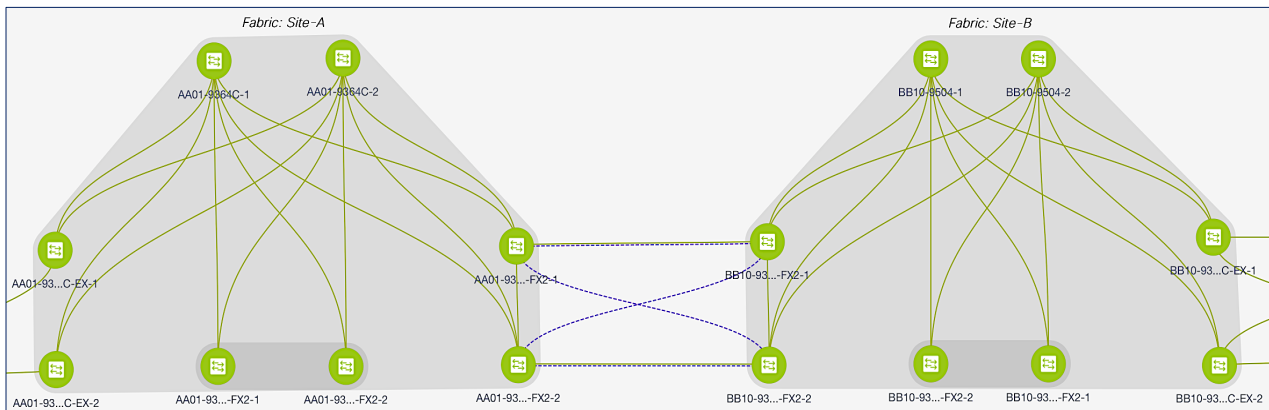 Fabric: Site-A
Fabric: Site-B
AA01-9364C-1
AA01-9364C-2
BB10-9504-1
BB10-9504-2
AA01-93...C-EX-1
AA01-93...-FX2-1
BB10-93...-FX2-1
BB10-93...C-EX-1
AA01-93...C-EX-2
AA01-93...-FX2-1
AA01-93...-FX2-2
AA01-93...-FX2-2
BB10-93...-FX2-2
BB10-93...-FX2-2
BB10-93...-FX2-1
BB10-93...C-EX-2